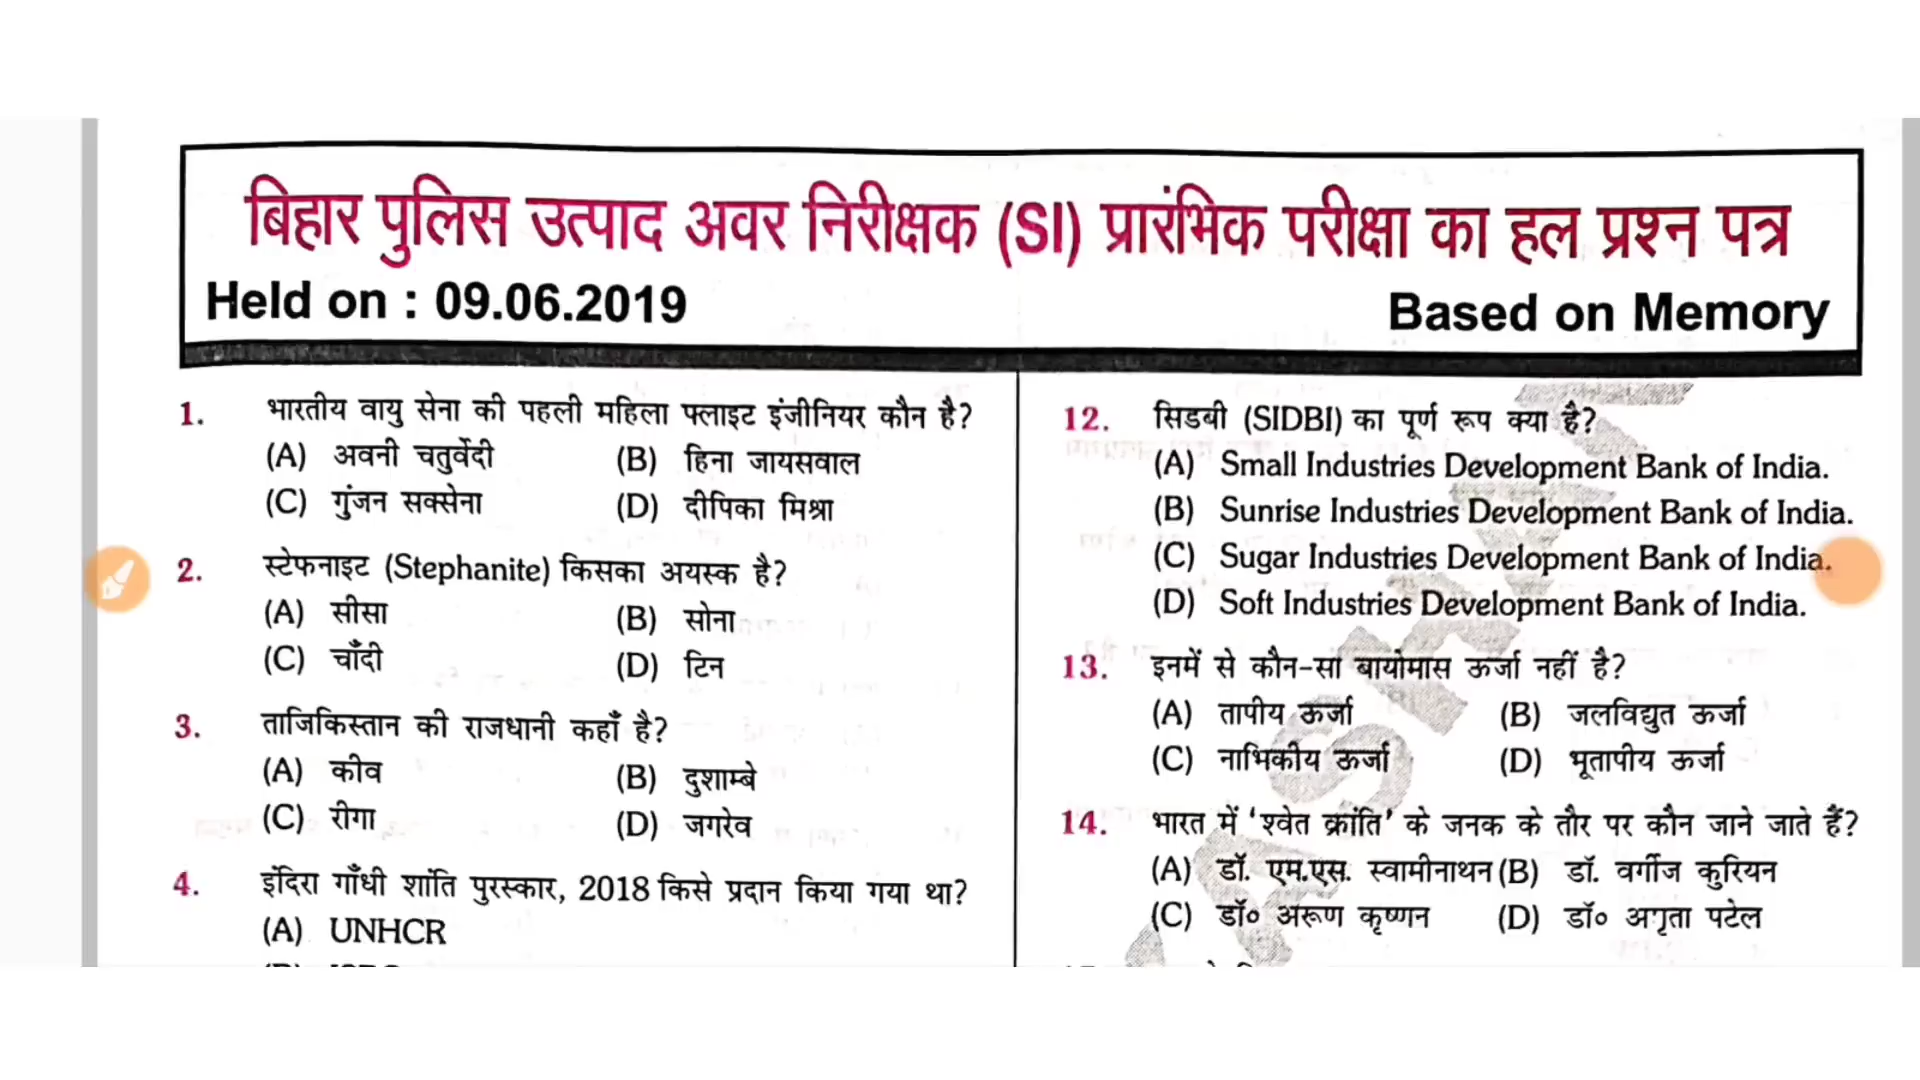 बिहार पुलिस उत्पाद अवर निरीक्षक (SI) प्रारंभिक परीक्षा का हल प्रश्न पत्र
Held on : 09.06.2019
Based on Memory
1. भारतीय वायु सेना की पहली महिला फ्लाइट इंजीनियर कौन है?
(A) अवनी चतुर्वेदी (B) हिना जायसवाल
(C) गुंजन सक्सेना (D) दीपिका मिश्रा
2. स्टेफनाइट (Stephanite) किसका अयस्क है?
(A) सीसा (B) सोना
(C) चाँदी (D) टिन
3. ताजिकिस्तान की राजधानी कहाँ है?
(A) कीव (B) दुशाम्बे
(C) रीगा (D) जगरेव
4. इंदिरा गाँधी शांति पुरस्कार, 2018 किसे प्रदान किया गया था?
(A) UNHCR
12. सिडबी (SIDBI) का पूर्ण रूप क्या है?
(A) Small Industries Development Bank of India.
(B) Sunrise Industries Development Bank of India.
(C) Sugar Industries Development Bank of India.
(D) Soft Industries Development Bank of India.
13. इनमें से कौन-सा बायोमास ऊर्जा नहीं है?
(A) तापीय ऊर्जा (B) जलविद्युत ऊर्जा
(C) नाभिकीय ऊर्जा (D) भूतापीय ऊर्जा
14. भारत में ‘श्वेत क्रांति’ के जनक के तौर पर कौन जाने जाते हैं?
(A) डॉ. एम.एस. स्वामीनाथन (B) डॉ. वर्गीज कुरियन
(C) डॉ० अरूण कृष्णन (D) डॉ० अमृता पटेल